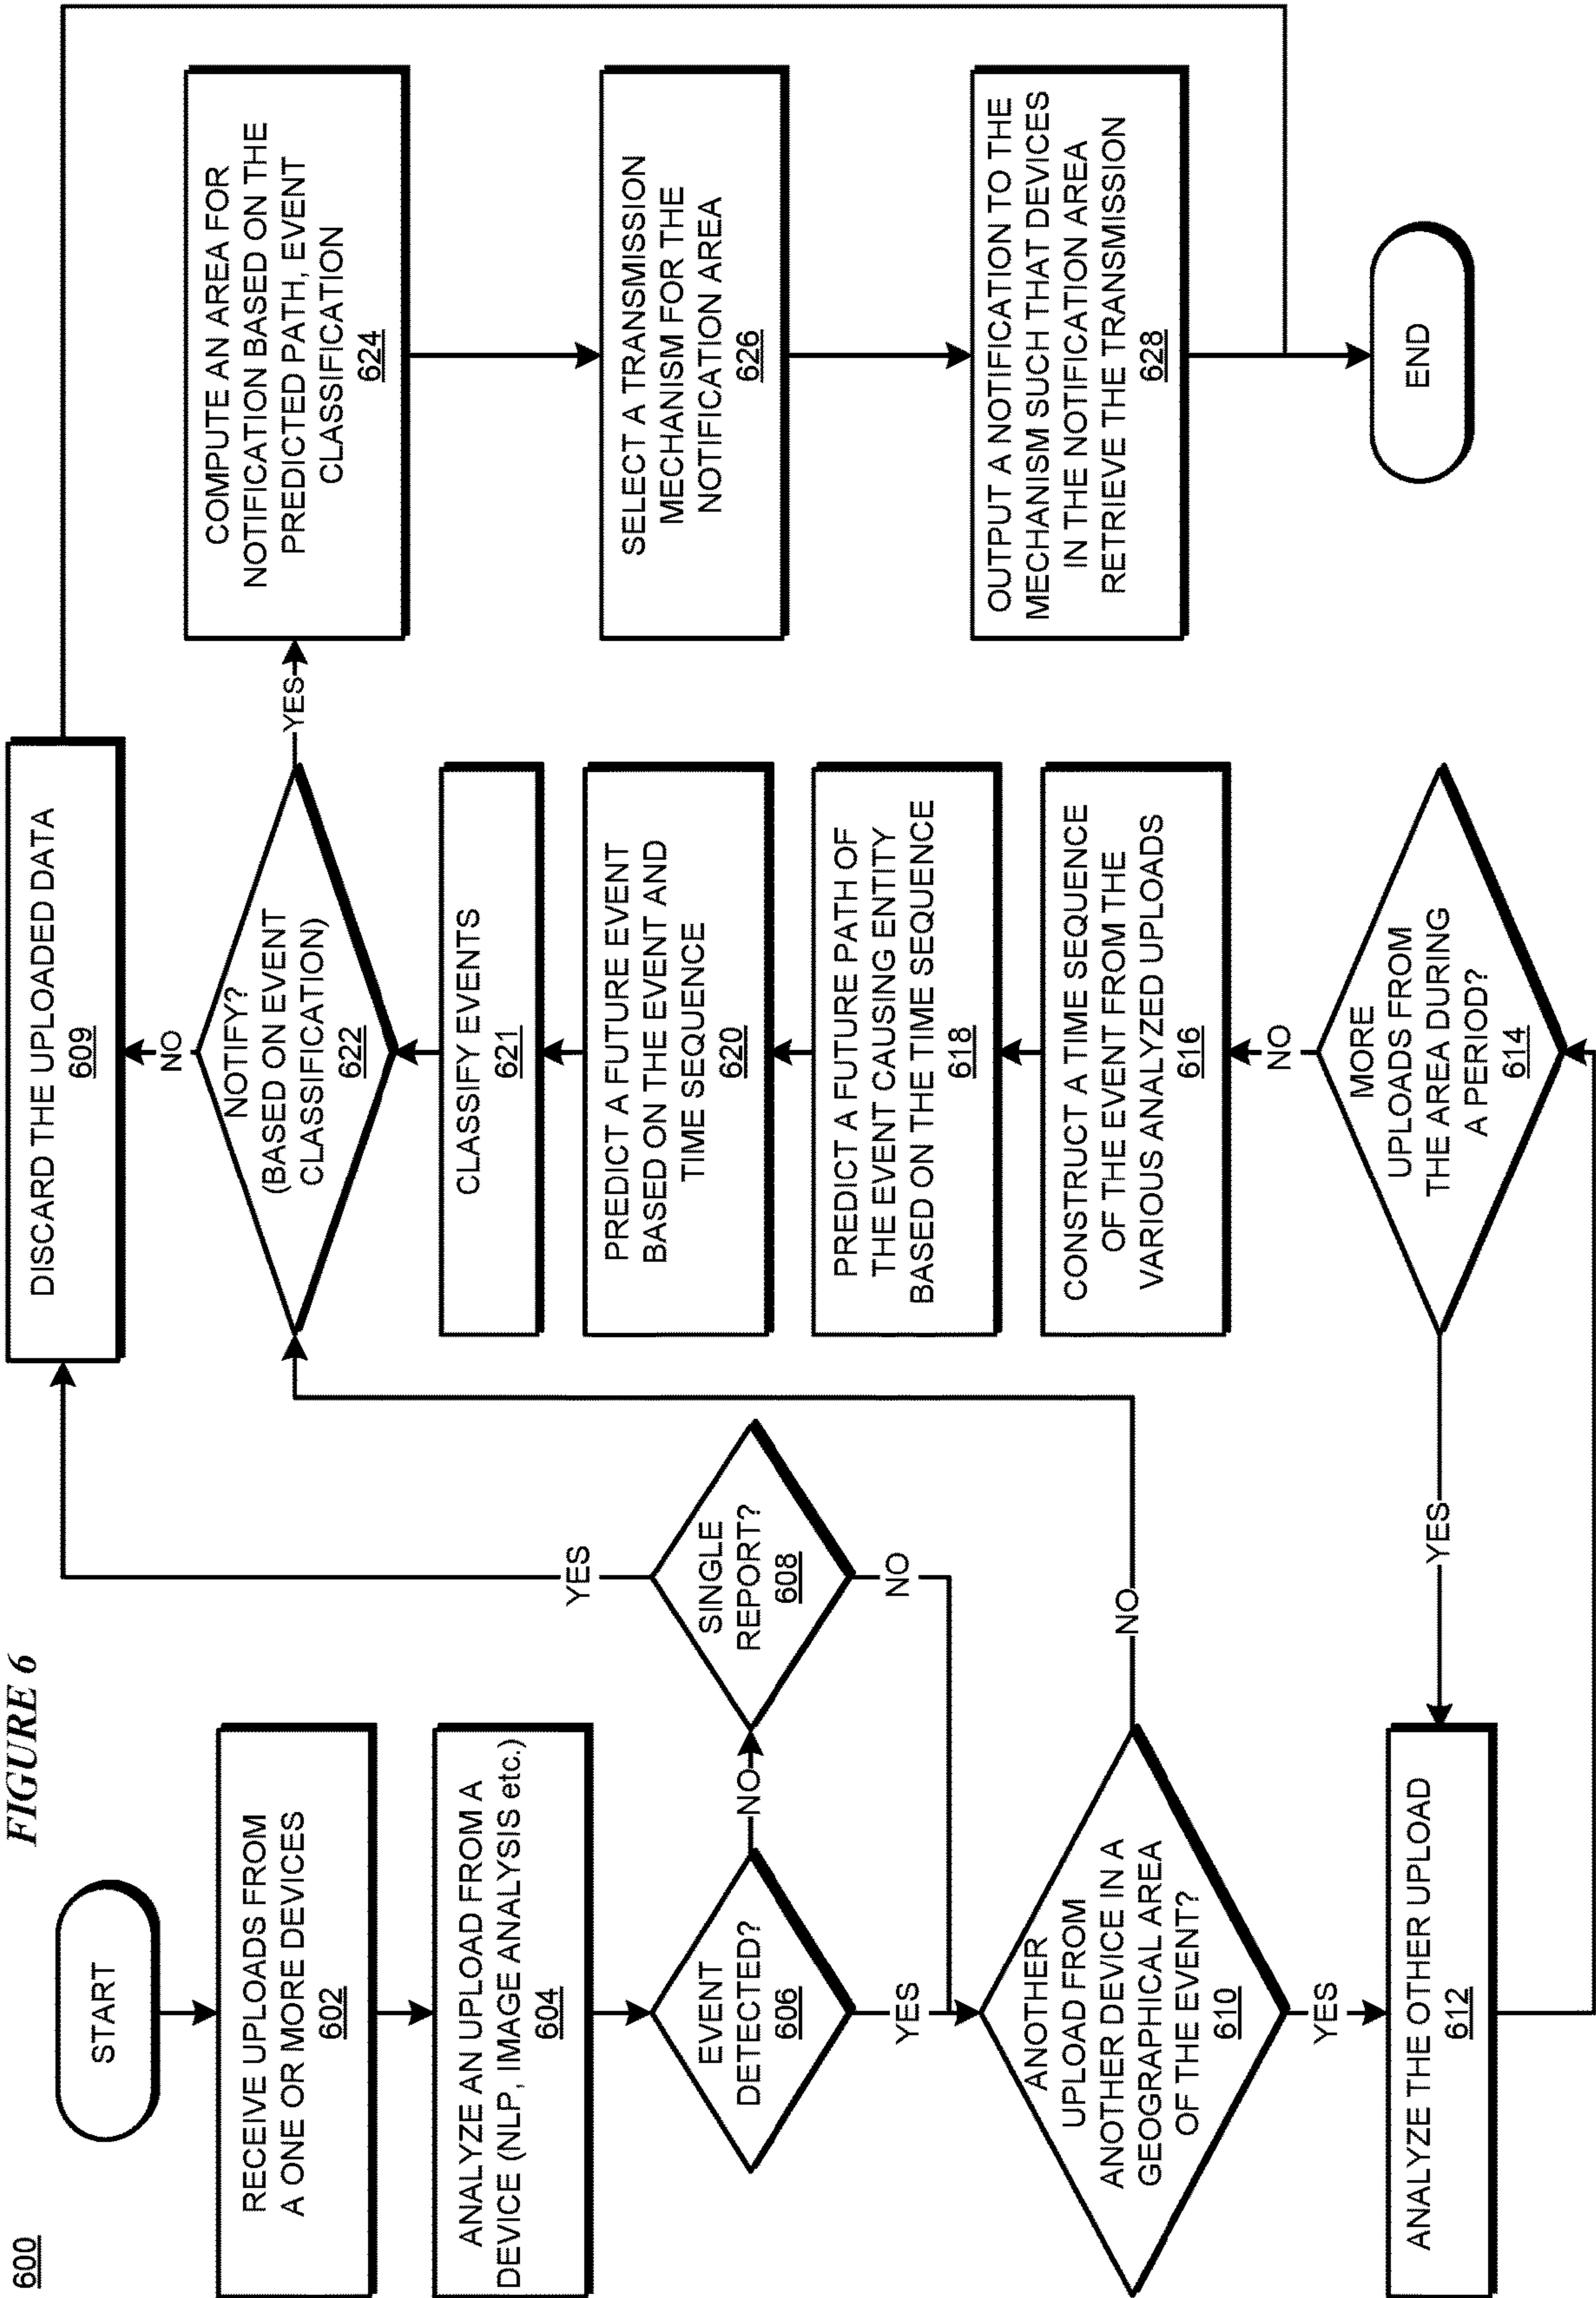 600
FIGURE 6
START
RECEIVE UPLOADS FROM
A ONE OR MORE DEVICES
602
ANALYZE AN UPLOAD FROM A
DEVICE (NLP, IMAGE ANALYSIS etc.)
604
EVENT
DETECTED?
606
NO
YES
SINGLE
REPORT?
608
YES
NO
ANOTHER
UPLOAD FROM
ANOTHER DEVICE IN A
GEOGRAPHICAL AREA
OF THE EVENT?
610
NO
YES
ANALYZE THE OTHER UPLOAD
612
DISCARD THE UPLOADED DATA
609
NO
NOTIFY?
(BASED ON EVENT
CLASSIFICATION)
622
YES
CLASSIFY EVENTS
621
PREDICT A FUTURE EVENT
BASED ON THE EVENT AND
TIME SEQUENCE
620
PREDICT A FUTURE PATH OF
THE EVENT CAUSING ENTITY
BASED ON THE TIME SEQUENCE
618
CONSTRUCT A TIME SEQUENCE
OF THE EVENT FROM THE
VARIOUS ANALYZED UPLOADS
616
NO
MORE
UPLOADS FROM
THE AREA DURING
A PERIOD?
614
YES
COMPUTE AN AREA FOR
NOTIFICATION BASED ON THE
PREDICTED PATH, EVENT
CLASSIFICATION
624
SELECT A TRANSMISSION
MECHANISM FOR THE
NOTIFICATION AREA
626
OUTPUT A NOTIFICATION TO THE
MECHANISM SUCH THAT DEVICES
IN THE NOTIFICATION AREA
RETRIEVE THE TRANSMISSION
628
END